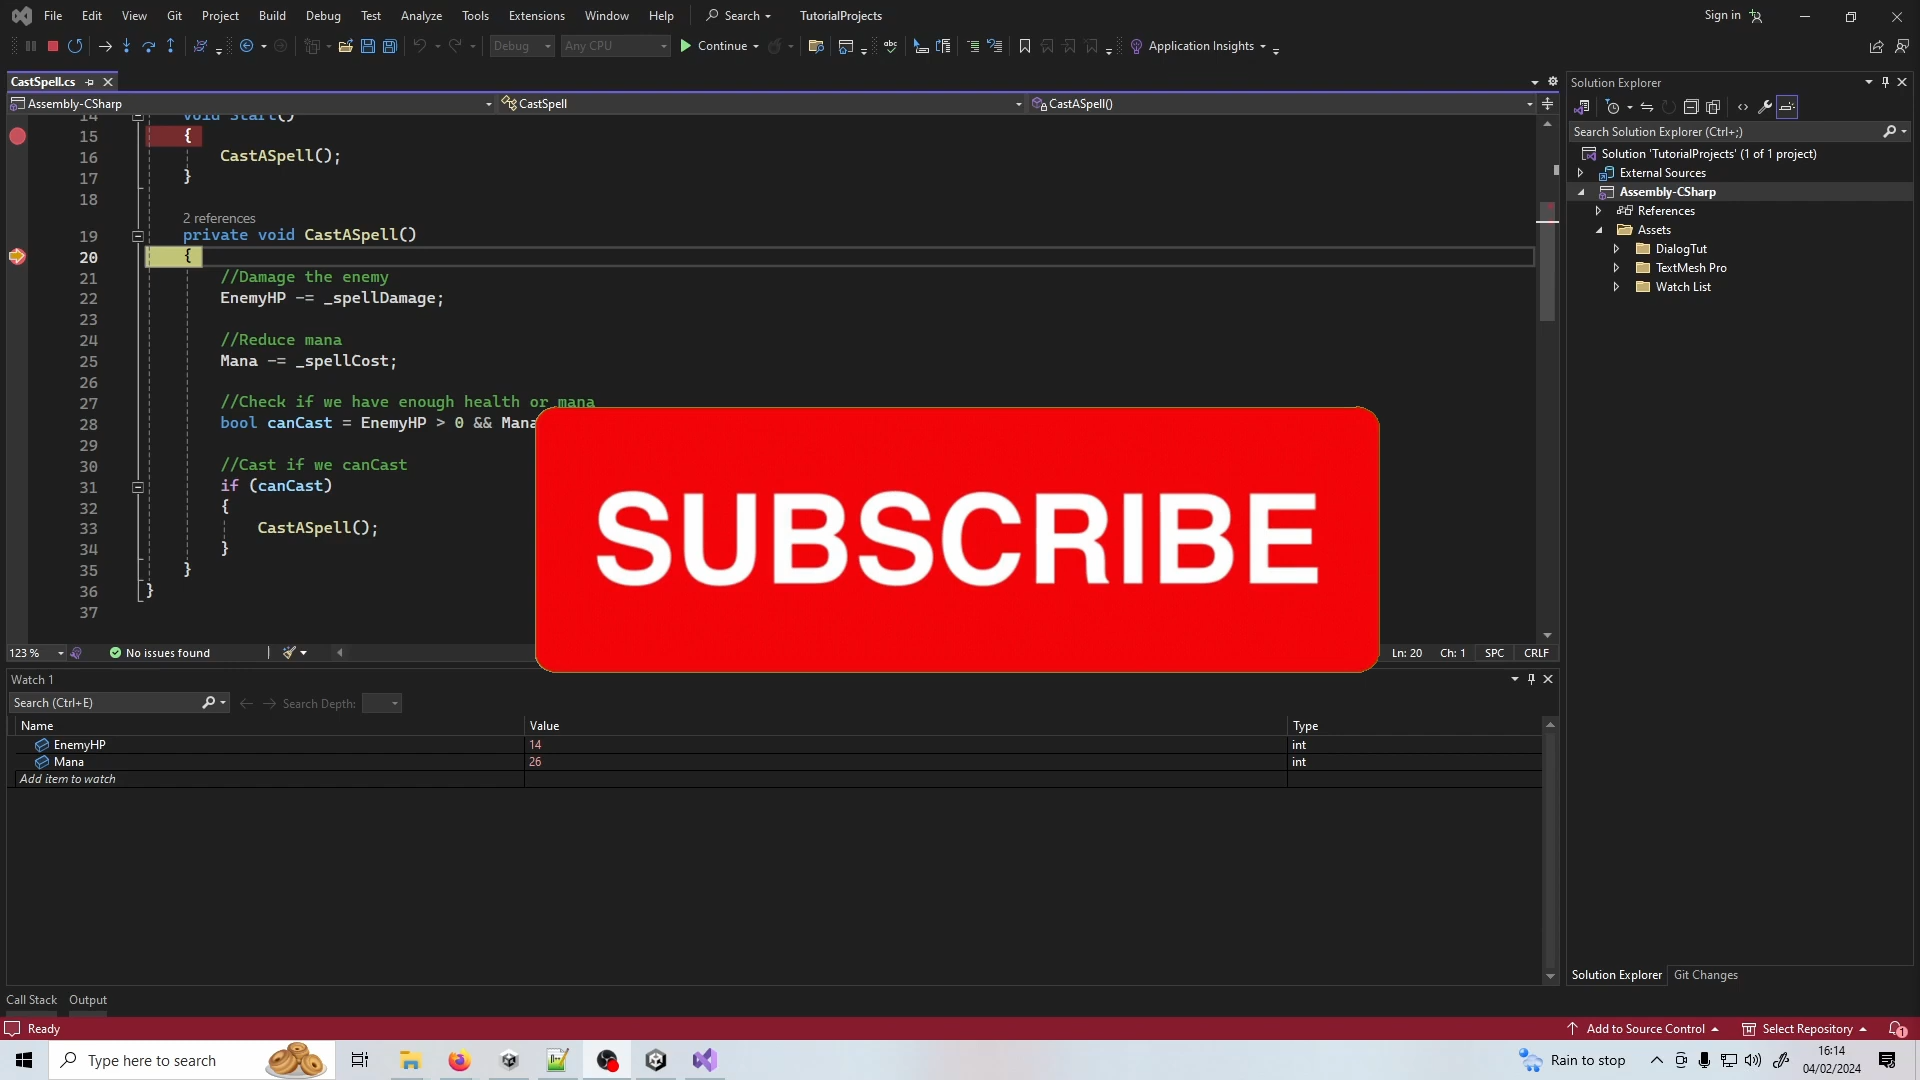 File Edit View Git Project Build Debug Test Analyze Tools Extensions Window Help Search TutorialProjects Sign in
Debug Any CPU Continue Application Insights
CastSpell.cs
Assembly-CSharp CastSpell CastASpell()
14 void Start()
15 {
16 CastASpell();
17 }
18
2 references
19 private void CastASpell()
20 {
21 //Damage the enemy
22 EnemyHP -= _spellDamage;
23
24 //Reduce mana
25 Mana -= _spellCost;
26
27 //Check if we have enough health or mana
28 bool canCast = EnemyHP > 0 && Mana
29
30 //Cast if we canCast
31 if (canCast)
32 {
33 CastASpell();
34 }
35 }
36 }
37
SUBSCRIBE
123 % No issues found Ln: 20 Ch: 1 SPC CRLF
Watch 1
Search (Ctrl+E) Search Depth:
Name Value Type
EnemyHP 14 int
Mana 26 int
Add item to watch
Call Stack Output
Solution Explorer
Search Solution Explorer (Ctrl+;)
Solution 'TutorialProjects' (1 of 1 project)
External Sources
Assembly-CSharp
References
Assets
DialogTut
TextMesh Pro
Watch List
Solution Explorer Git Changes
Ready Add to Source Control Select Repository 1
Type here to search Rain to stop 16:14
04/02/2024